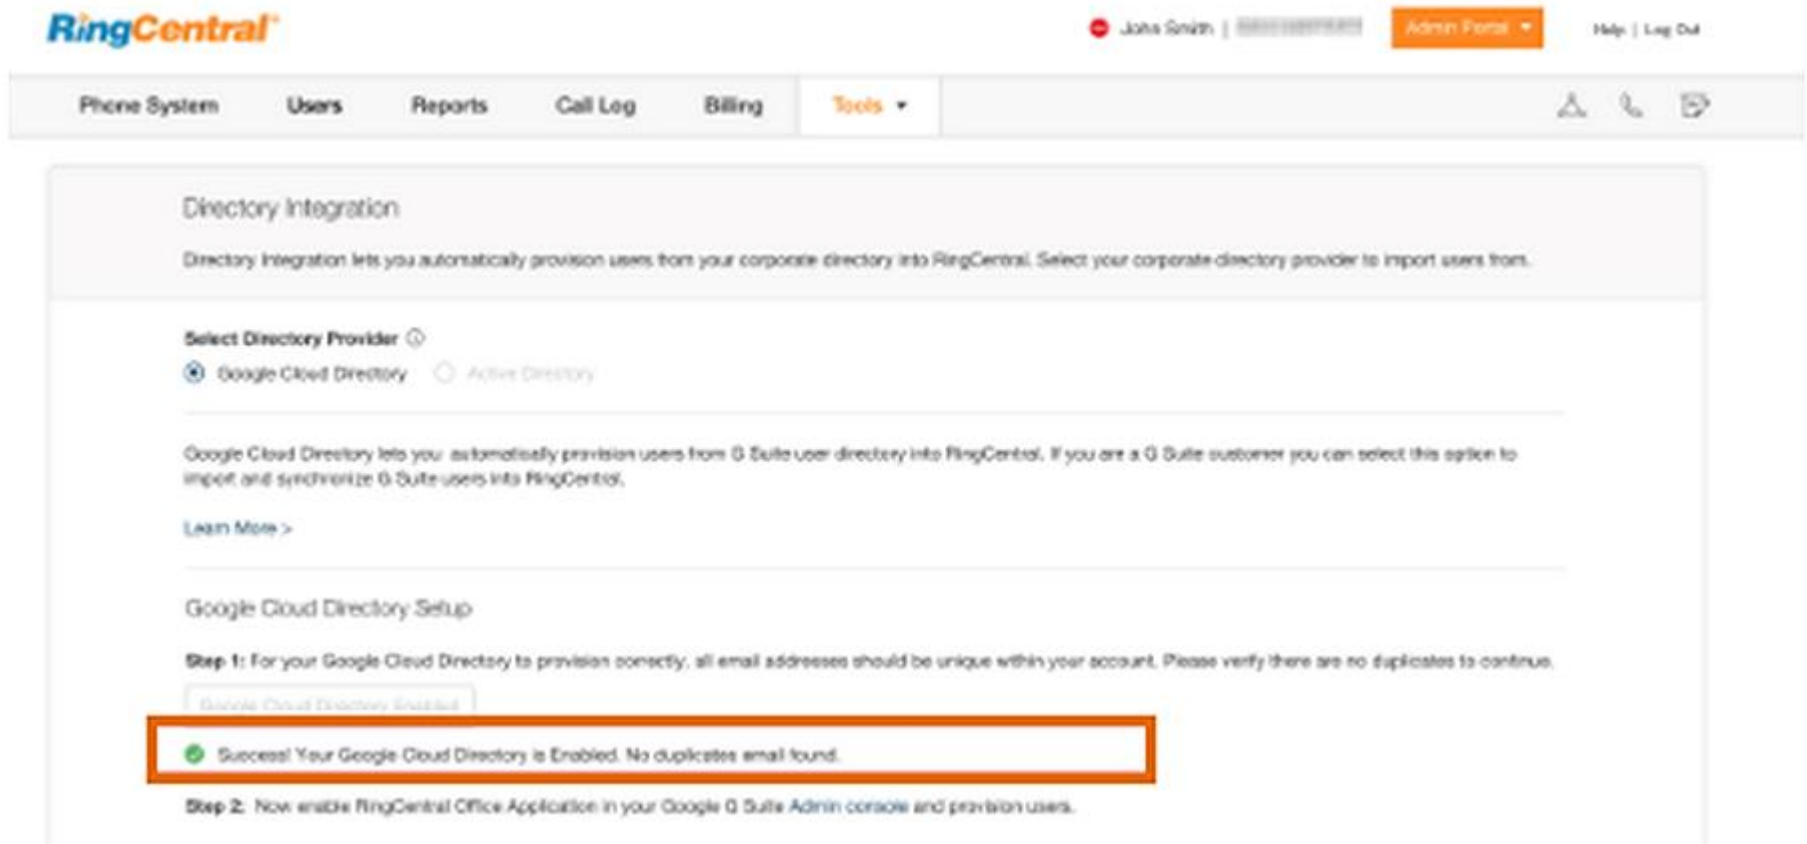 RingCentral
John Smith |
Admin Portal
Help | Log Out
Phone System Users Reports Call Log Billing Tools
Directory Integration
Directory Integration lets you automatically provision users from your corporate directory into RingCentral. Select your corporate directory provider to import users from.
Select Directory Provider
Google Cloud Directory Active Directory
Google Cloud Directory lets you automatically provision users from G Suite user directory into RingCentral. If you are a G Suite customer you can select this option to
import and synchronize G Suite users into RingCentral.
Learn More >
Google Cloud Directory Setup
Step 1: For your Google Cloud Directory to provision correctly, all email addresses should be unique within your account. Please verify there are no duplicates to continue.
Google Cloud Directory Enabled
Success! Your Google Cloud Directory is Enabled. No duplicates email found.
Step 2: Now enable RingCentral Office Application in your Google G Suite Admin console and provision users.